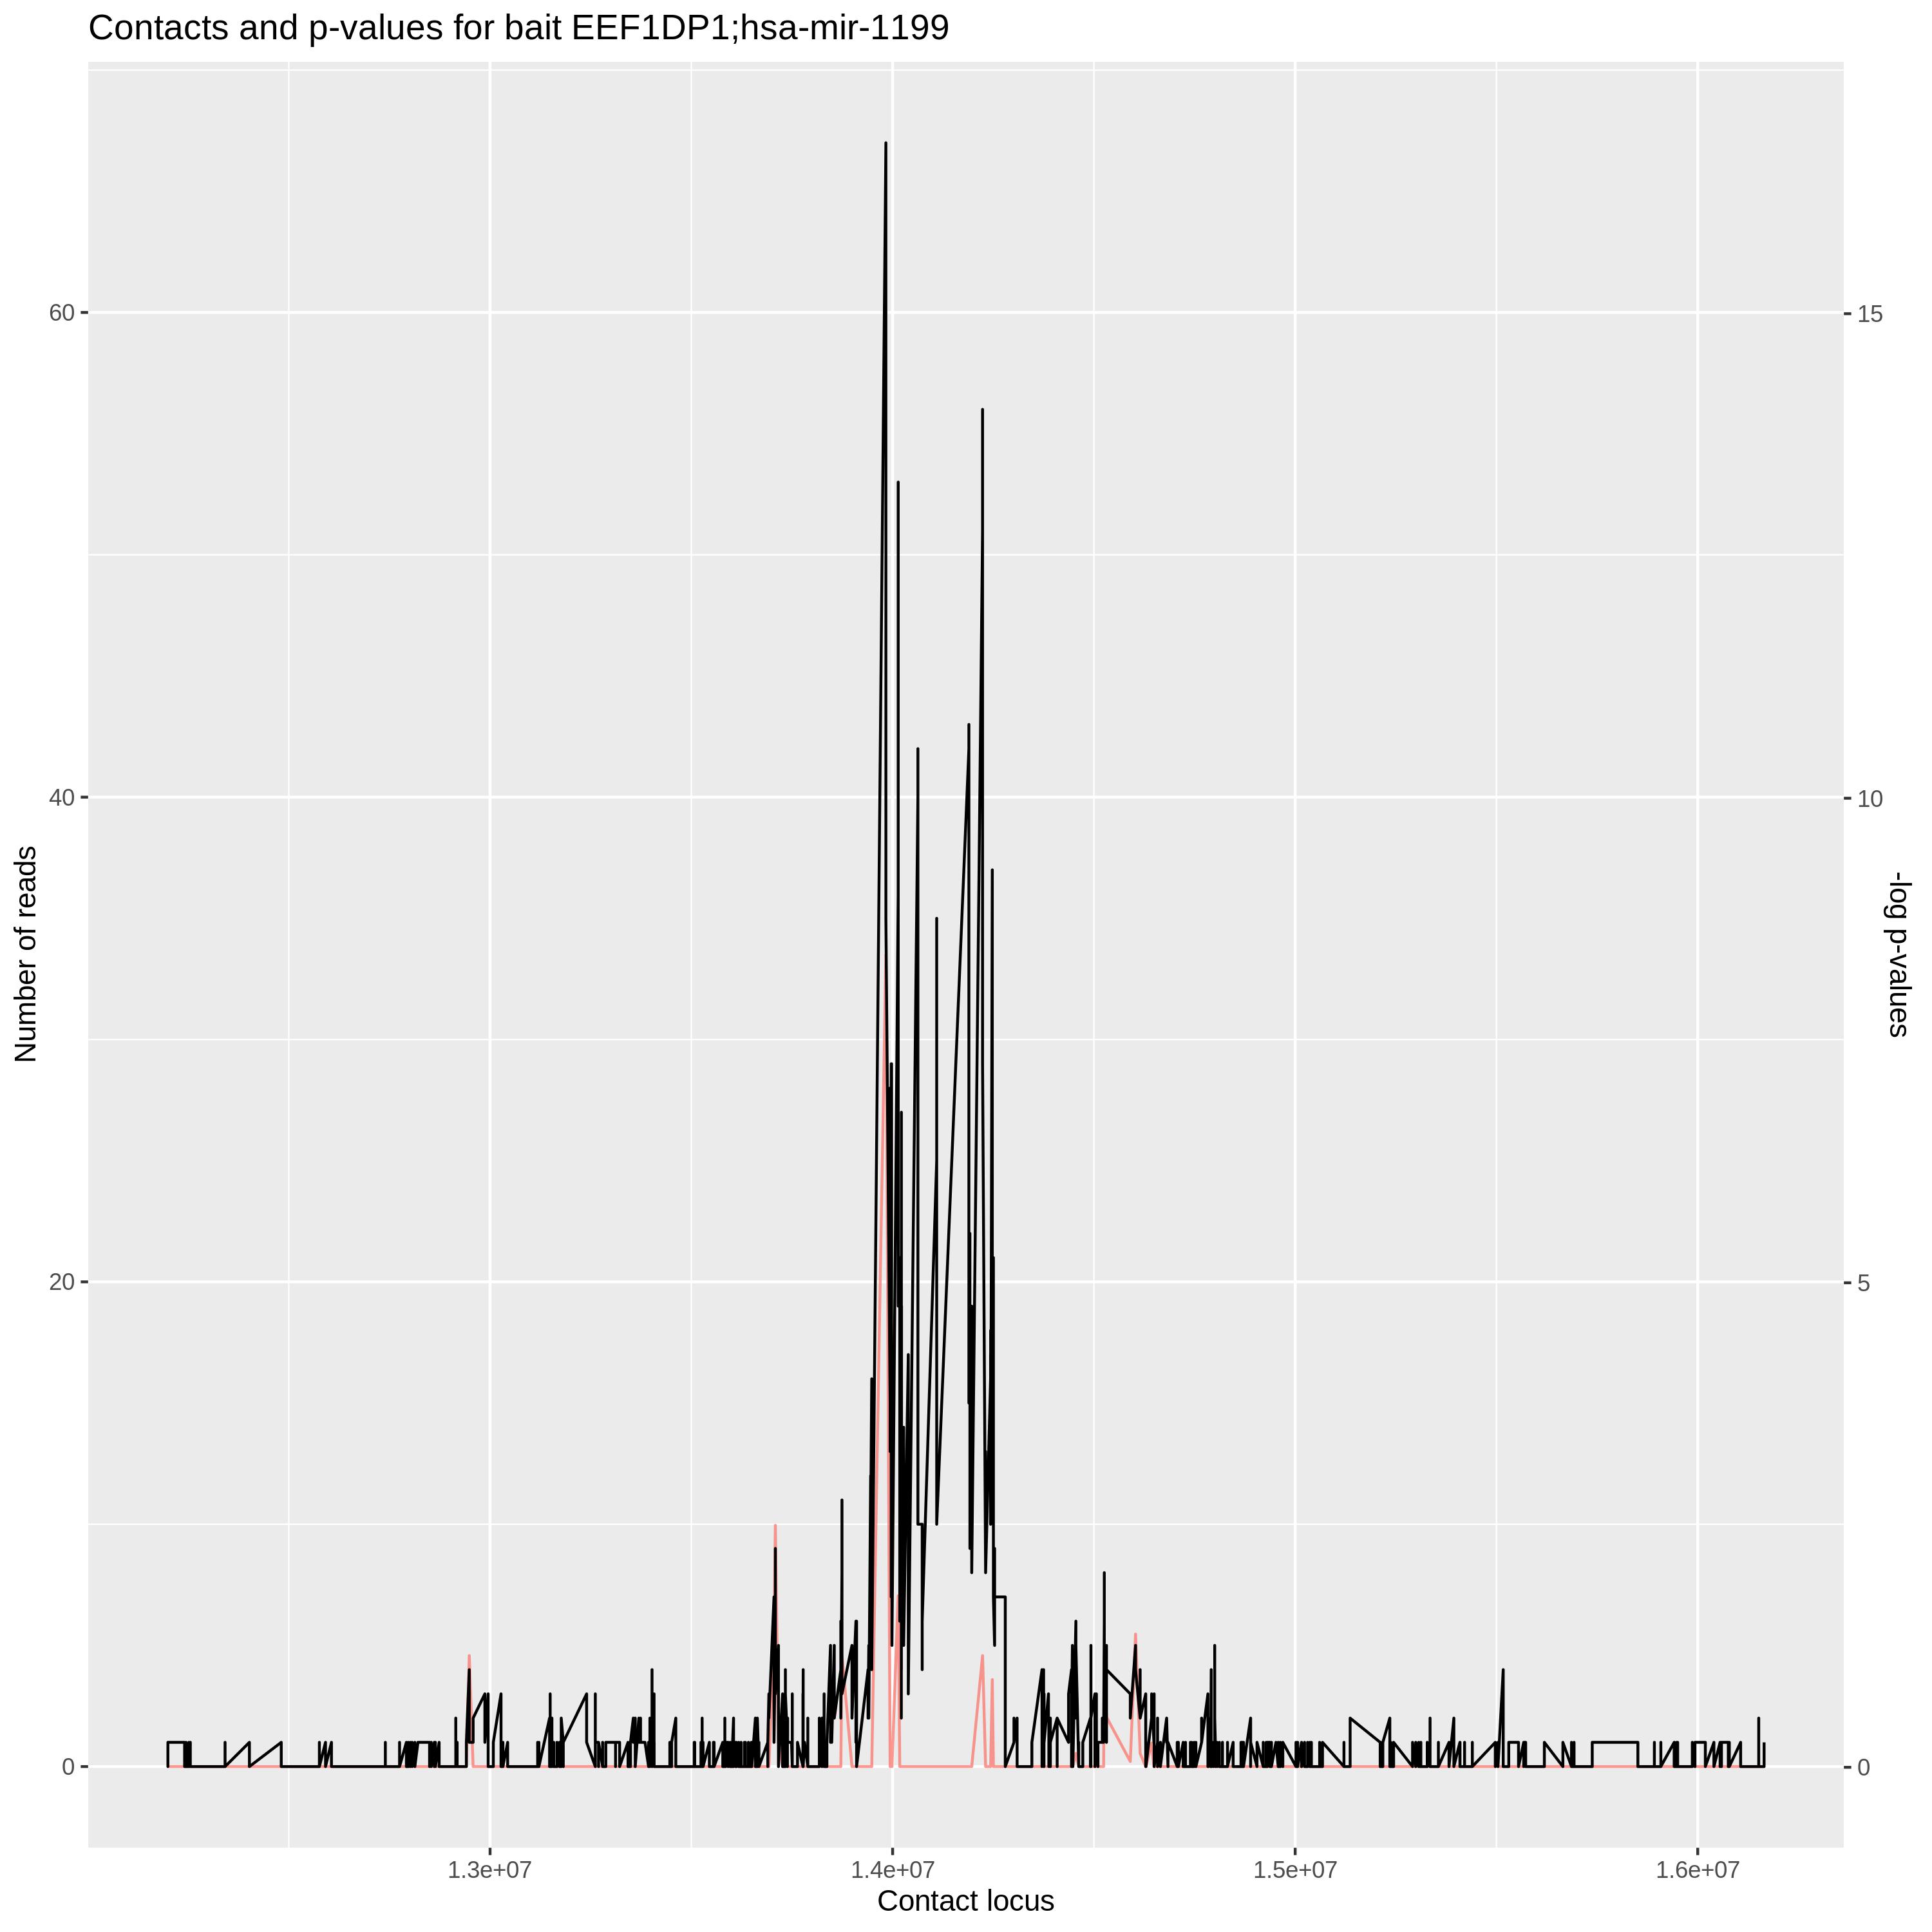 Contacts and p-values for bait EEF1DP1;hsa-mir-1199
60
40
20
0
15
10
5
0
Number of reads
-log p-values
1.3e+07
1.4e+07
1.5e+07
1.6e+07
Contact locus